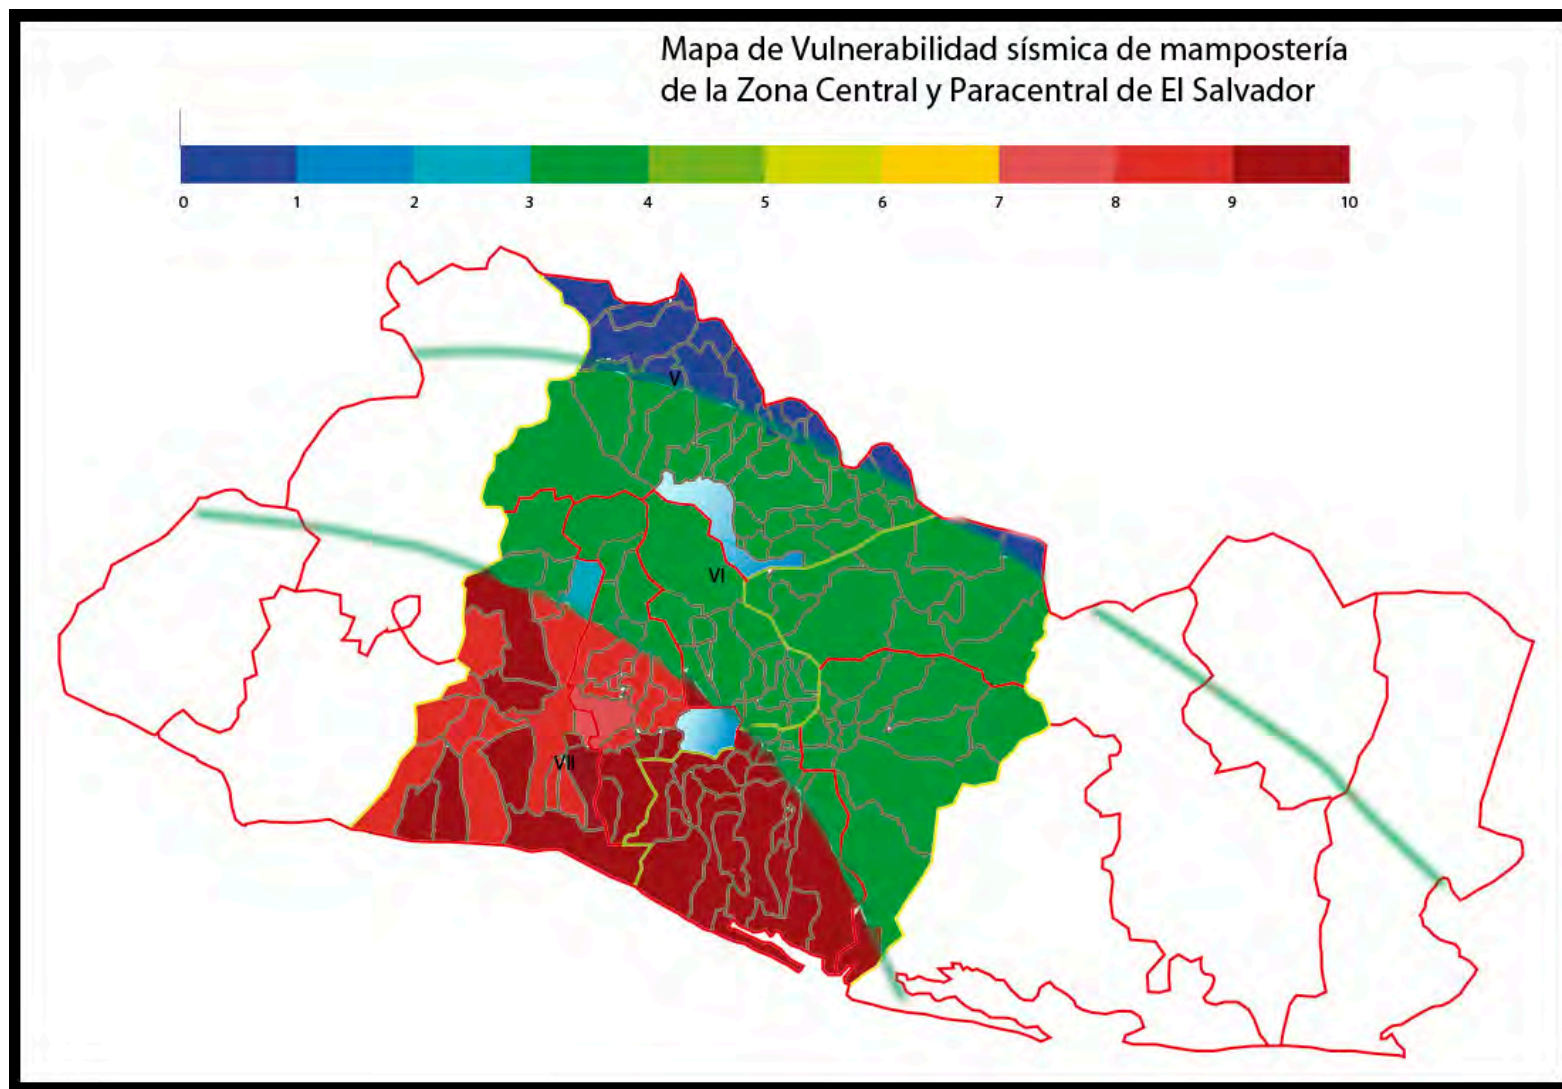 Mapa de Vulnerabilidad sísmica de mampostería
de la Zona Central y Paracentral de El Salvador
0 1 2 3 4 5 6 7 8 9 10
V
VI
VII